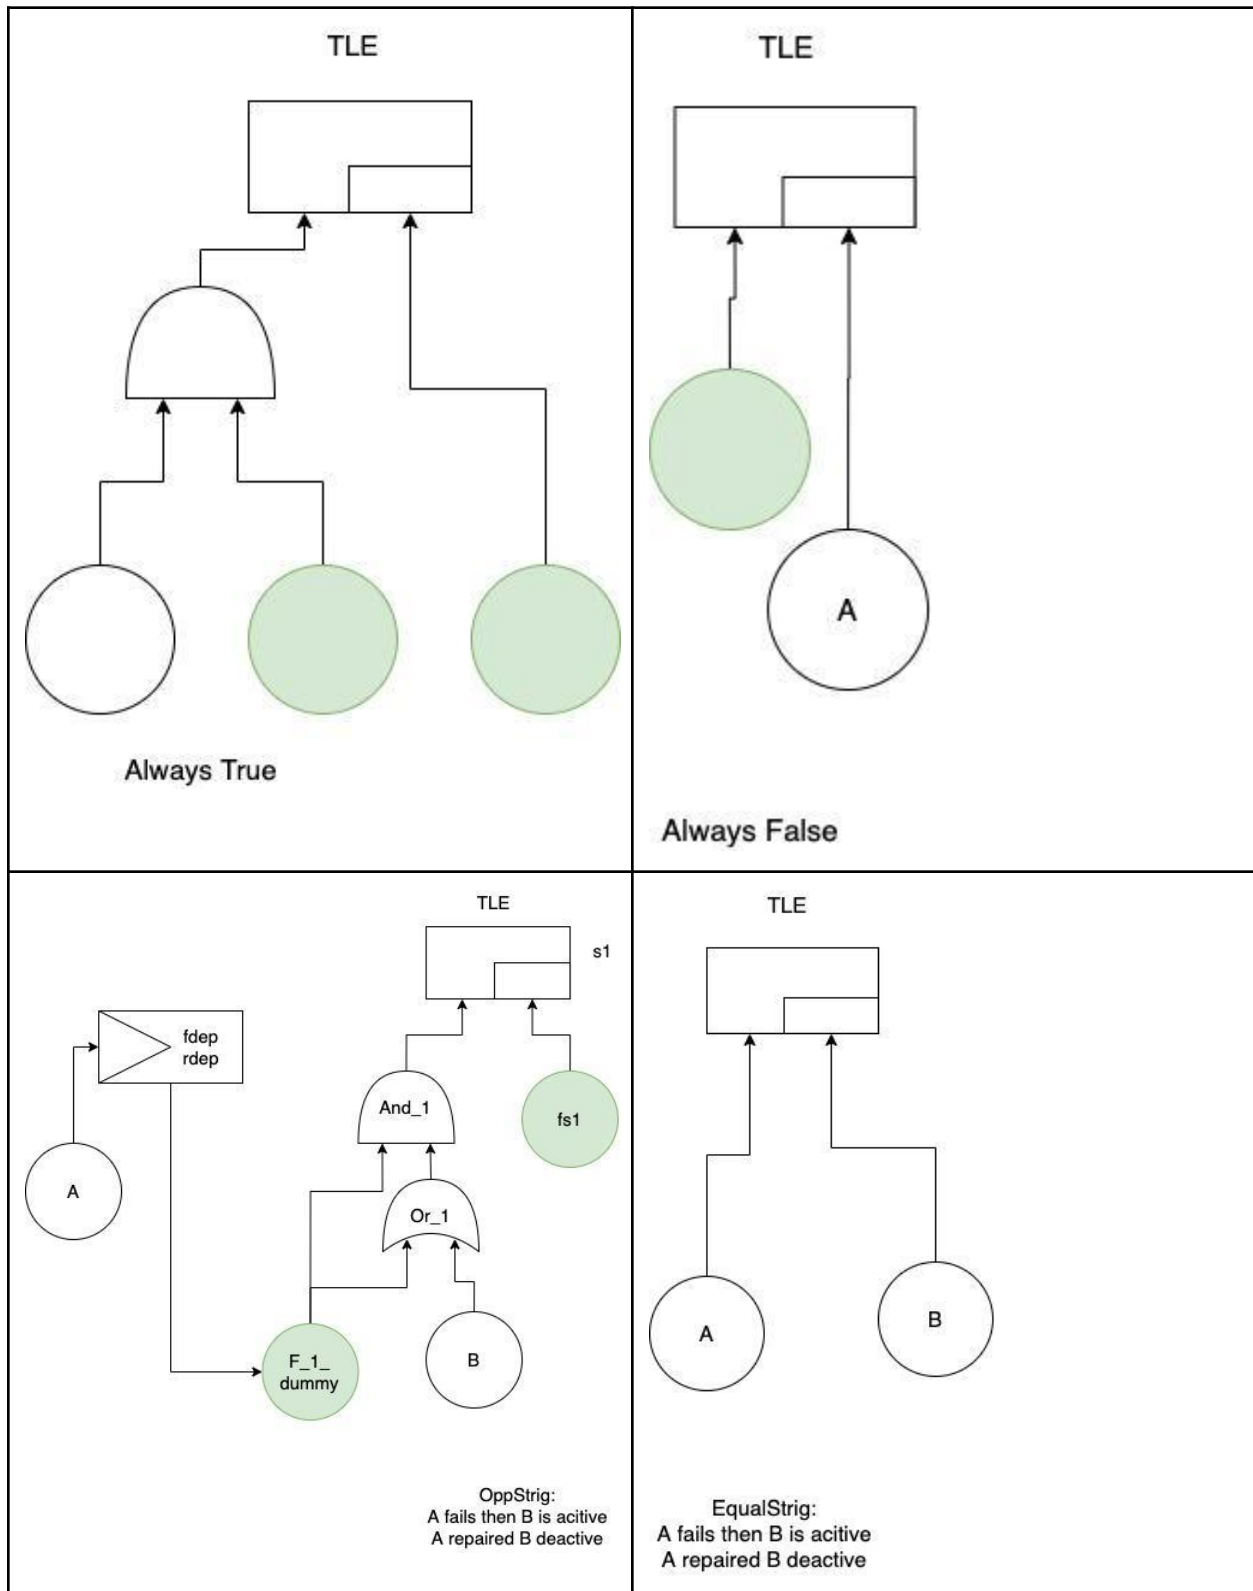 TLE
Always True
TLE
A
Always False
TLE
s1
fdep
rdep
And_1
fs1
A
Or_1
F_1_
dummy
B
OppStrig:
A fails then B is acitive
A repaired B deactive
TLE
A
B
EqualStrig:
A fails then B is acitive
A repaired B deactive